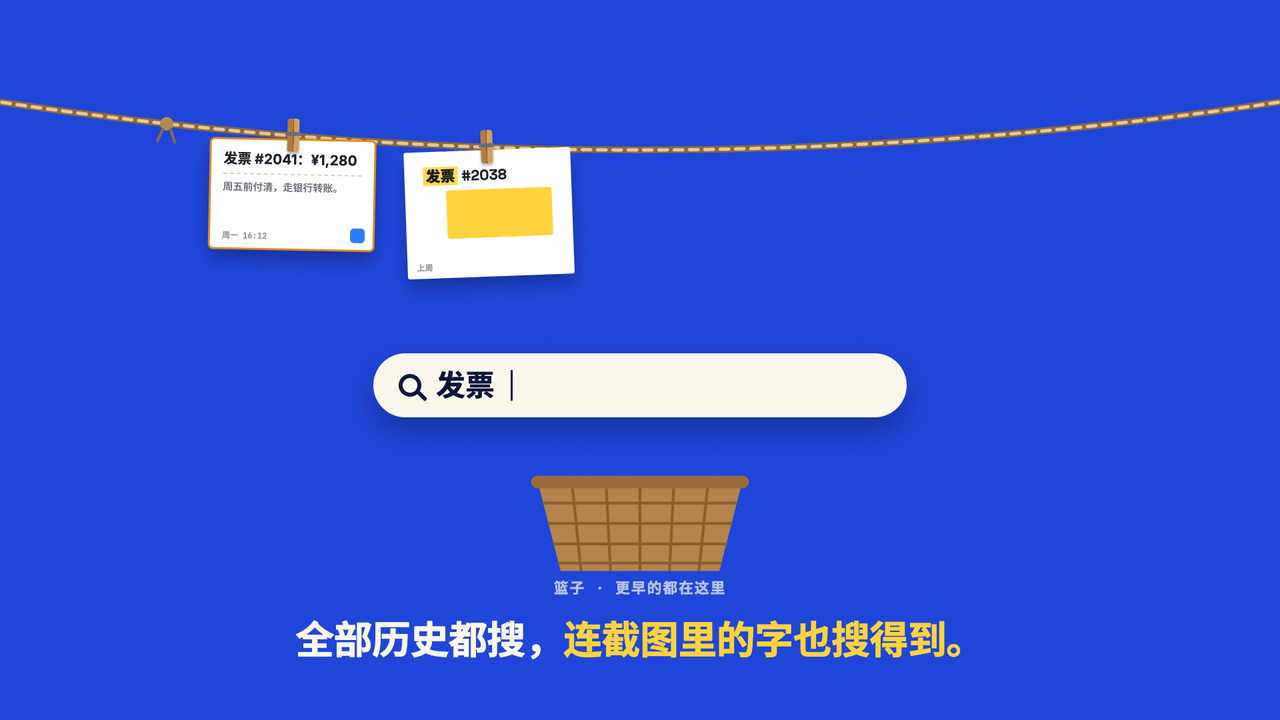 发票 #2041：¥1,280
周五前付清，走银行转账。
周一 16:12
发票 #2038
上周
发票
篮子 · 更早的都在这里
全部历史都搜，连截图里的字也搜得到。